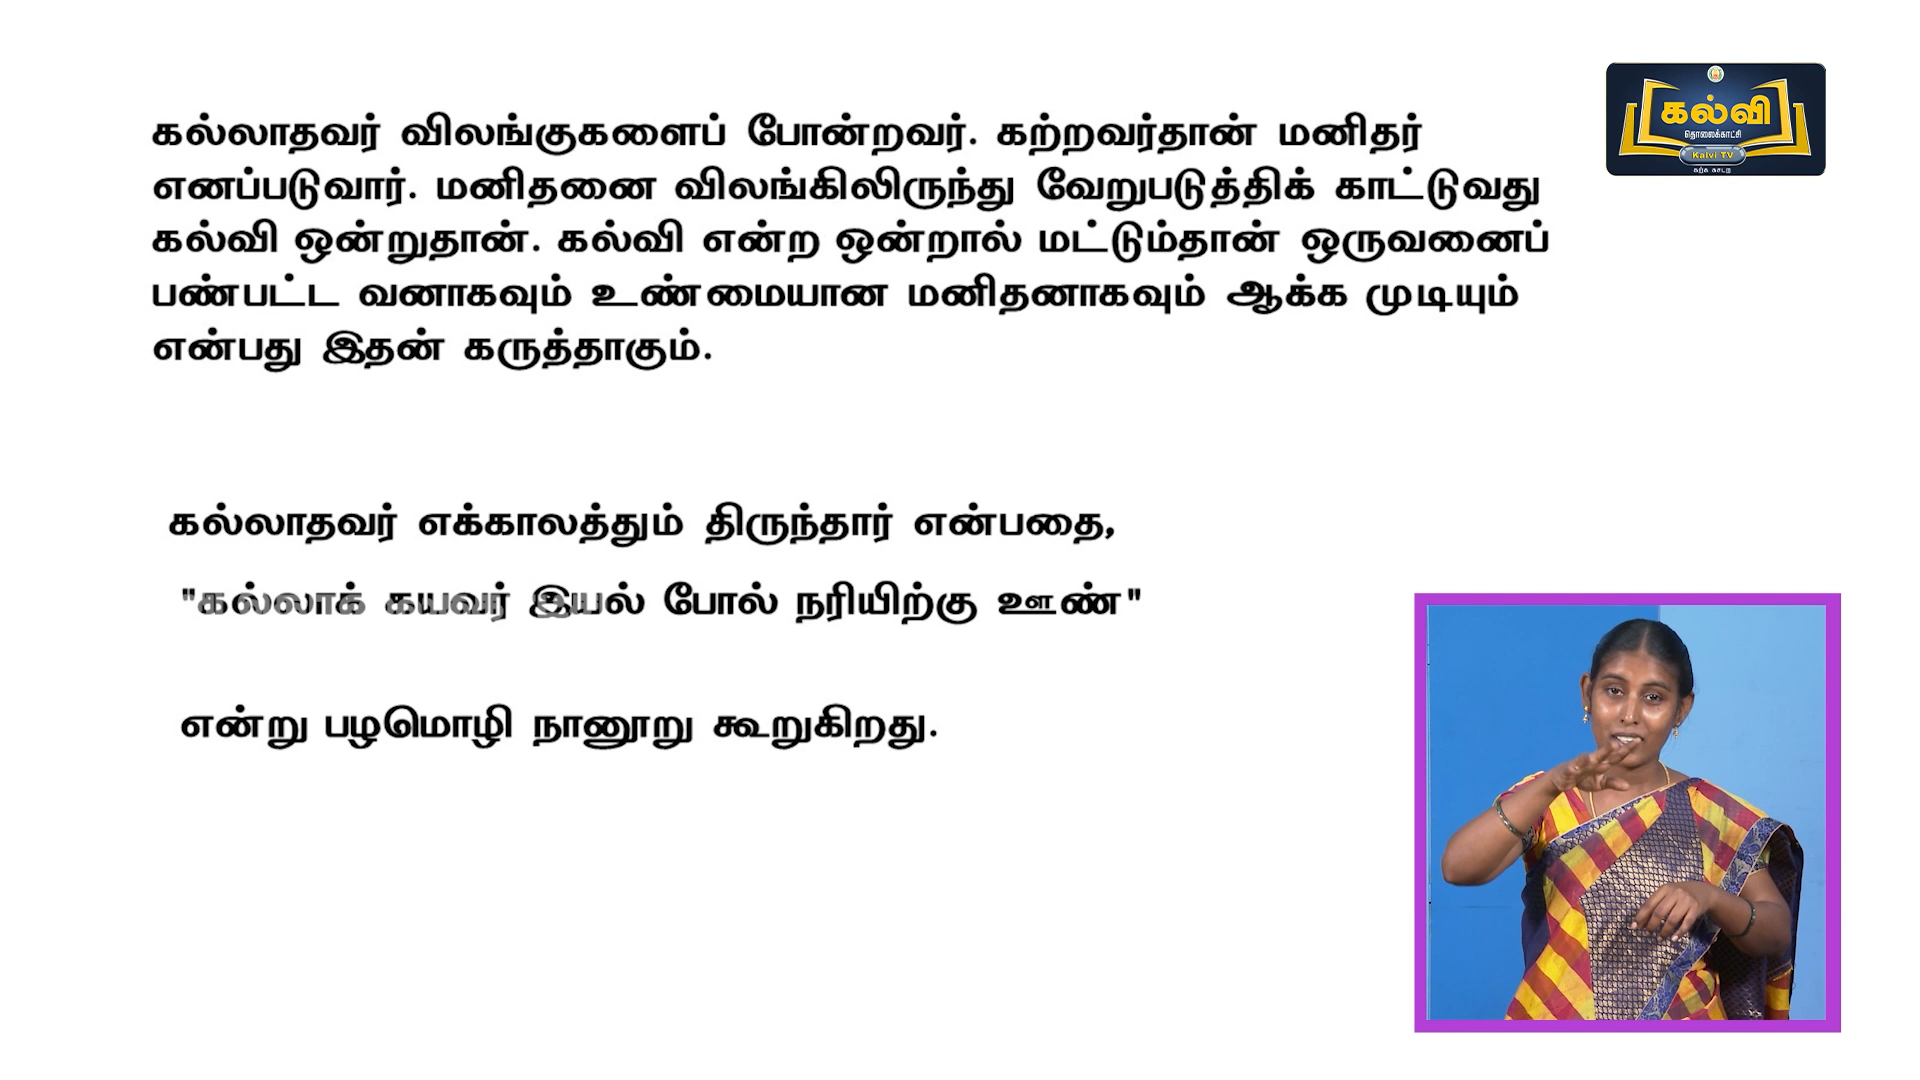 கல்லாதவர் விலங்குகளைப் போன்றவர். கற்றவர்தான் மனிதர்
எனப்படுவார். மனிதனை விலங்கிலிருந்து வேறுபடுத்திக் காட்டுவது
கல்வி ஒன்றுதான். கல்வி என்ற ஒன்றால் மட்டும்தான் ஒருவனைப்
பண்பட்ட வனாகவும் உண்மையான மனிதனாகவும் ஆக்க முடியும்
என்பது இதன் கருத்தாகும்.
கல்லாதவர் எக்காலத்தும் திருந்தார் என்பதை,
"கல்லாக் கயவர் இயல் போல் நரியிற்கு ஊண்"
என்று பழமொழி நானூறு கூறுகிறது.
கல்வி
தொலைக்காட்சி
Kalvi TV
கற்க கசடற